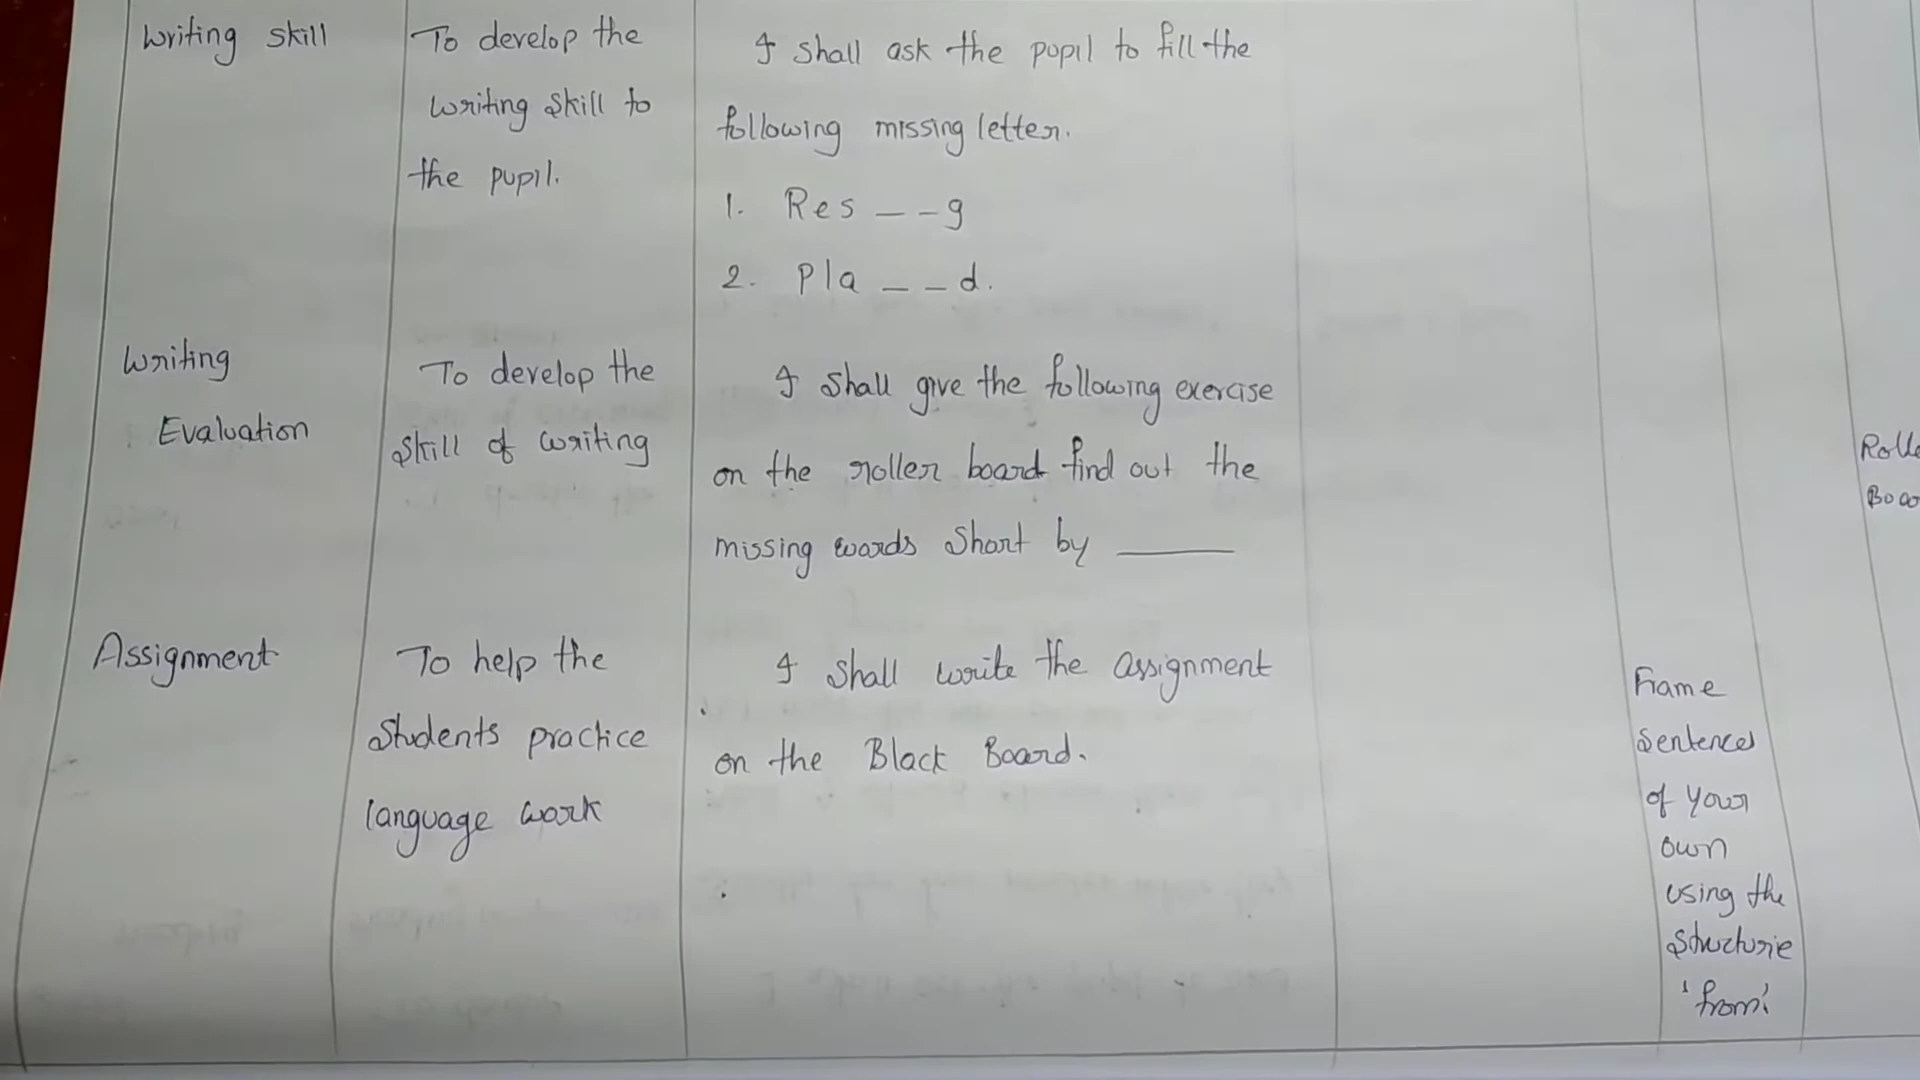 Writing skill
To develop the
writing skill to
the pupil.
I shall ask the pupil to fill the
following missing letter.
1. Res _ _ g
2. Pla _ _ d.
Writing
Evaluation
To develop the
skill of writing
I shall give the following exercise
on the roller board find out the
missing words Short by ______
Rolle
Boar
Assignment
To help the
students practice
language work
I shall write the assignment
on the Black Board.
Frame
sentences
of your
own
using the
structure
'from'.